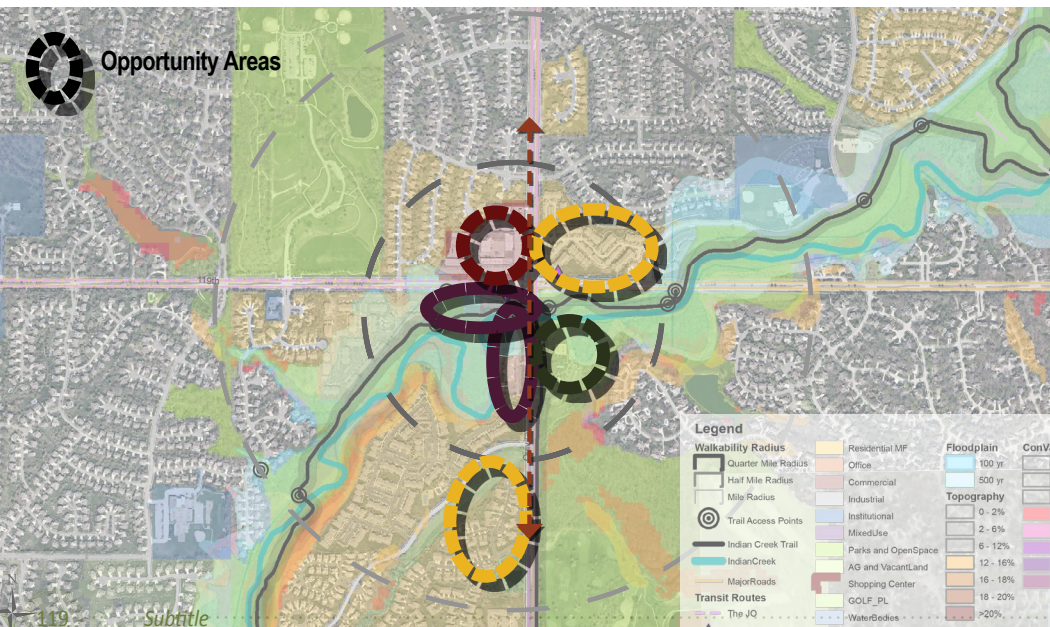 Opportunity Areas
119th
Legend
Walkability Radius
Quarter Mile Radius
Half Mile Radius
Mile Radius
Trail Access Points
Indian Creek Trail
IndianCreek
MajorRoads
Transit Routes
The JO
Residential MF
Office
Commercial
Industrial
Institutional
MixedUse
Parks and OpenSpace
AG and VacantLand
Shopping Center
GOLF_PL
WaterBodies
Floodplain
100 yr
500 yr
Topography
0 - 2%
2 - 6%
6 - 12%
12 - 16%
16 - 18%
18 - 20%
>20%
ConV
N
119
Subtitle